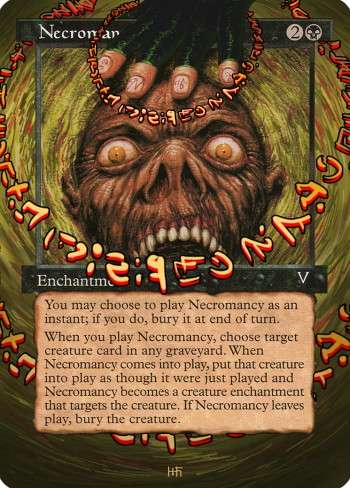 Necroman
2
Enchantme
V
You may choose to play Necromancy as an
instant; if you do, bury it at end of turn.
When you play Necromancy, choose target
creature card in any graveyard. When
Necromancy comes into play, put that creature
into play as though it were just played and
Necromancy becomes a creature enchantment
that targets the creature. If Necromancy leaves
play, bury the creature.